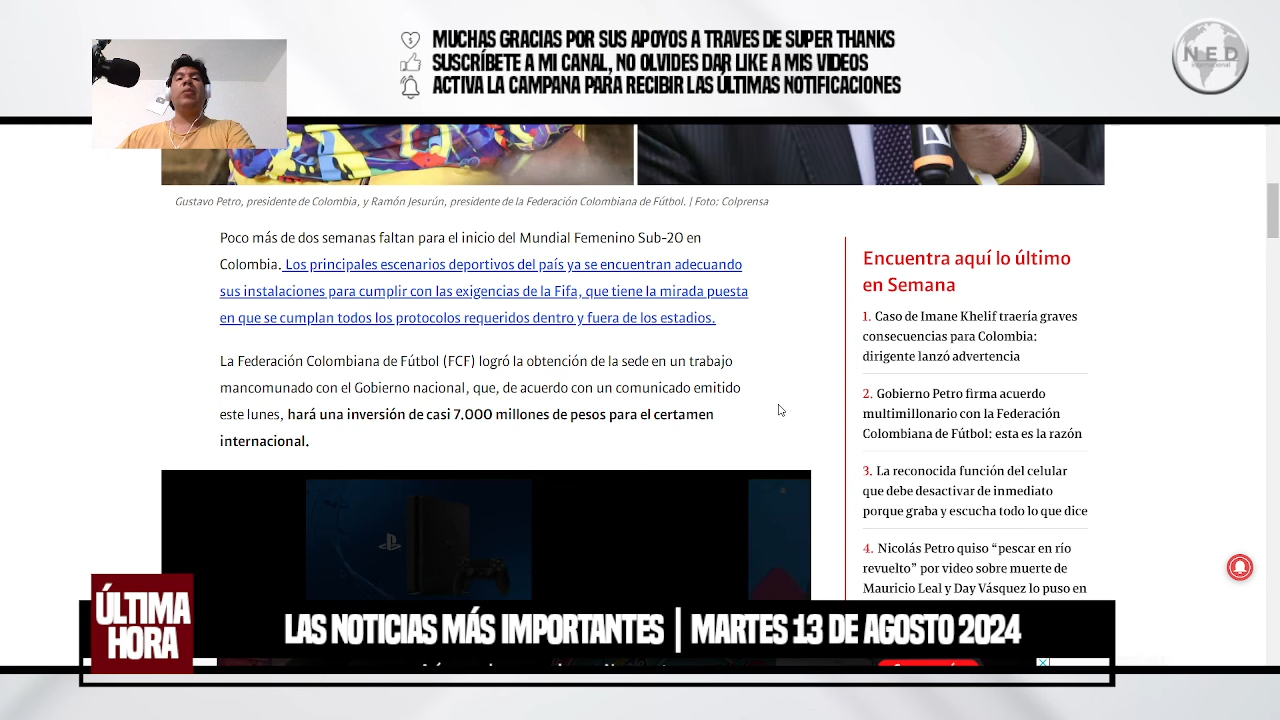 MUCHAS GRACIAS POR SUS APOYOS A TRAVES DE SUPER THANKS
SUSCRÍBETE A MI CANAL, NO OLVIDES DAR LIKE A MIS VIDEOS
ACTIVA LA CAMPANA PARA RECIBIR LAS ÚLTIMAS NOTIFICACIONES
N.E.D
international
Gustavo Petro, presidente de Colombia, y Ramón Jesurún, presidente de la Federación Colombiana de Fútbol. | Foto: Colprensa
Poco más de dos semanas faltan para el inicio del Mundial Femenino Sub-20 en
Colombia. Los principales escenarios deportivos del país ya se encuentran adecuando
sus instalaciones para cumplir con las exigencias de la Fifa, que tiene la mirada puesta
en que se cumplan todos los protocolos requeridos dentro y fuera de los estadios.
La Federación Colombiana de Fútbol (FCF) logró la obtención de la sede en un trabajo
mancomunado con el Gobierno nacional, que, de acuerdo con un comunicado emitido
este lunes, hará una inversión de casi 7.000 millones de pesos para el certamen
internacional.
Encuentra aquí lo último
en Semana
1. Caso de Imane Khelif traería graves
consecuencias para Colombia:
dirigente lanzó advertencia
2. Gobierno Petro firma acuerdo
multimillonario con la Federación
Colombiana de Fútbol: esta es la razón
3. La reconocida función del celular
que debe desactivar de inmediato
porque graba y escucha todo lo que dice
4. Nicolás Petro quiso “pescar en río
revuelto” por video sobre muerte de
Mauricio Leal y Day Vásquez lo puso en
ÚLTIMA
HORA
LAS NOTICIAS MÁS IMPORTANTES | MARTES 13 DE AGOSTO 2024